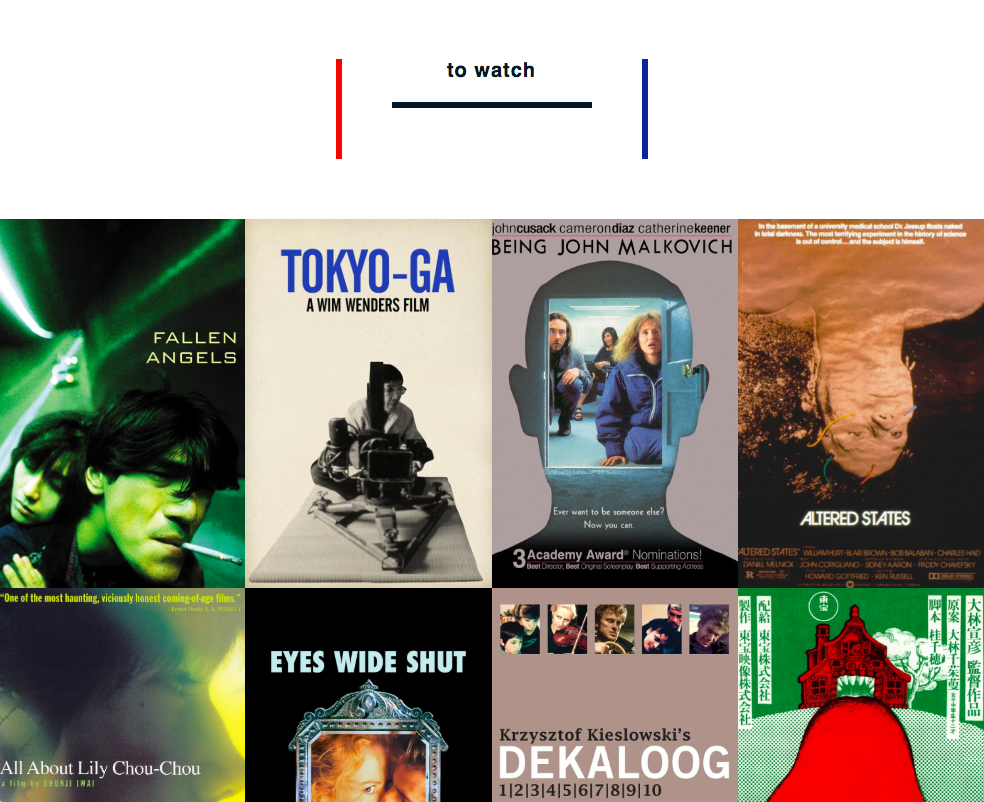 to watch
FALLEN
ANGELS
TOKYO-GA
A WIM WENDERS FILM
johncusack camerondiaz catherinekeener
BEING JOHN MALKOVICH
Ever want to be someone else?
Now you can.
3 Academy Award® Nominations!
Best Director, Best Original Screenplay, Best Supporting Actress
In the basement of a university medical school Dr. Jessup floats naked
in total darkness. The most terrifying experiment in the history of science
is out of control...and the subject is himself.
ALTERED STATES
"ALTERED STATES" WILLIAM HURT · BLAIR BROWN · BOB BALABAN · CHARLES HAID
DANIEL MELNICK · JOHN CORIGLIANO · SIDNEY AARON · PADDY CHAYEFSKY
HOWARD GOTTFRIED · KEN RUSSELL
R
"One of the most haunting, viciously honest coming-of-age films."
All About Lily Chou-Chou
a film by SHUNJI IWAI
EYES WIDE SHUT
Krzysztof Kieslowski's
DEKALOOG
1|2|3|4|5|6|7|8|9|10
東宝
大林宣彦 監督作品
原案 大林千茱萸
脚本 桂千穂
配給 東宝株式会社
製作 東宝映像株式会社